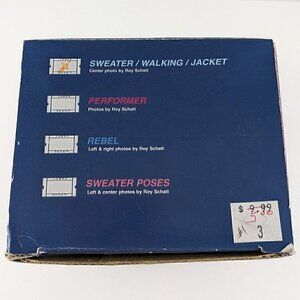 SWEATER / WALKING / JACKET
Center photo by Roy Schatt
PERFORMER
Photos by Roy Schatt
REBEL
Left & right photos by Roy Schatt
SWEATER POSES
Left & center photos by Roy Schatt
$ 9.99
3